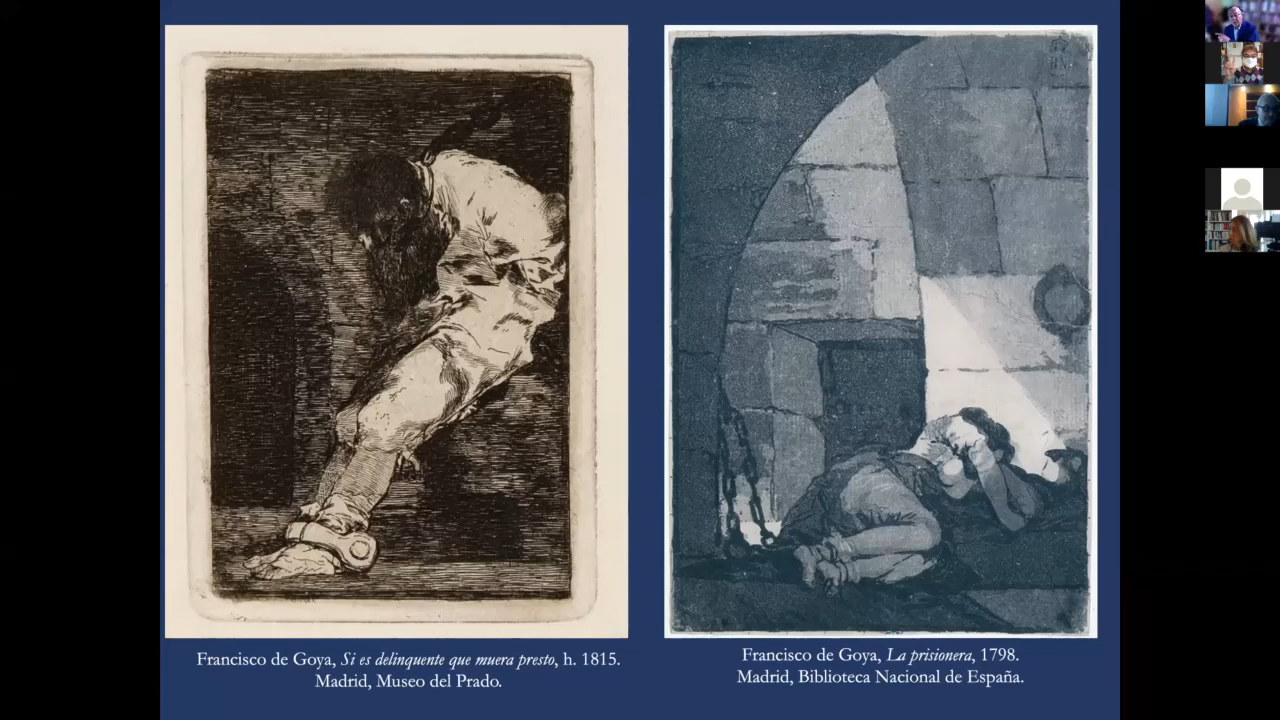 Francisco de Goya, Si es delinquente que muera presto, h. 1815.
Madrid, Museo del Prado.
Francisco de Goya, La prisionera, 1798.
Madrid, Biblioteca Nacional de España.